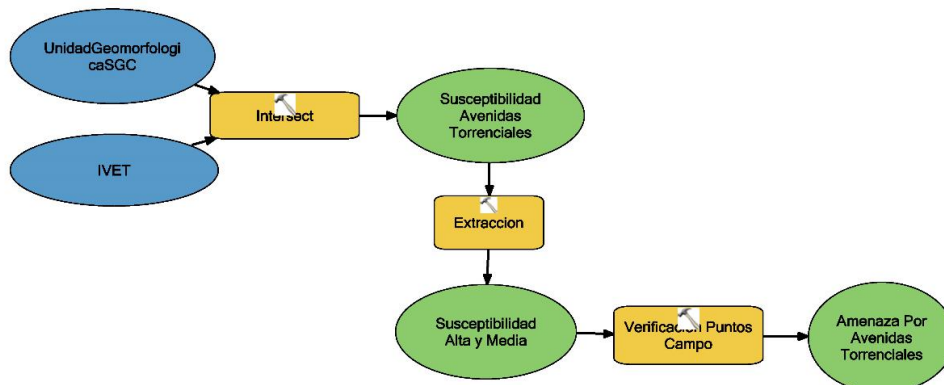 UnidadGeomorfologi
caSGC
Intersect
IVET
Susceptibilidad
Avenidas
Torrenciales
Extraccion
Susceptibilidad
Alta y Media
Verificacion Puntos
Campo
Amenaza Por
Avenidas
Torrenciales